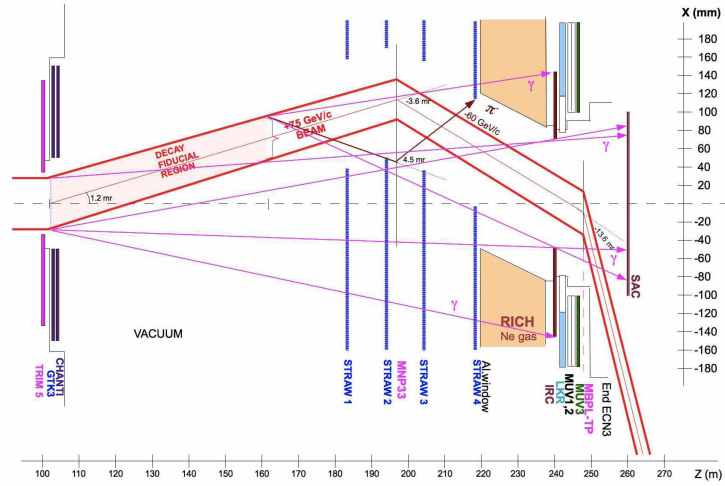 X (mm)
180
160
140
120
100
80
60
40
20
-20
-40
-60
-80
-100
-120
-140
-160
-180
γ
γ
γ
γ
π
-60 GeV/c
-3.6 mr
+75 GeV/c
BEAM
4.5 mr
DECAY
FIDUCIAL
REGION
1.2 mr
-13.6 mr
SAC
RICH
Ne gas
VACUUM
TRIM 5
GTK3
CHANTI
STRAW 1
STRAW 2
MNP33
STRAW 3
STRAW 4
Al.window
IRC
LKR
MUV1,2
MUV3
MBPL-TP
End ECN3
100 110 120 130 140 150 160 170 180 190 200 210 220 230 240 250 260 270
Z (m)